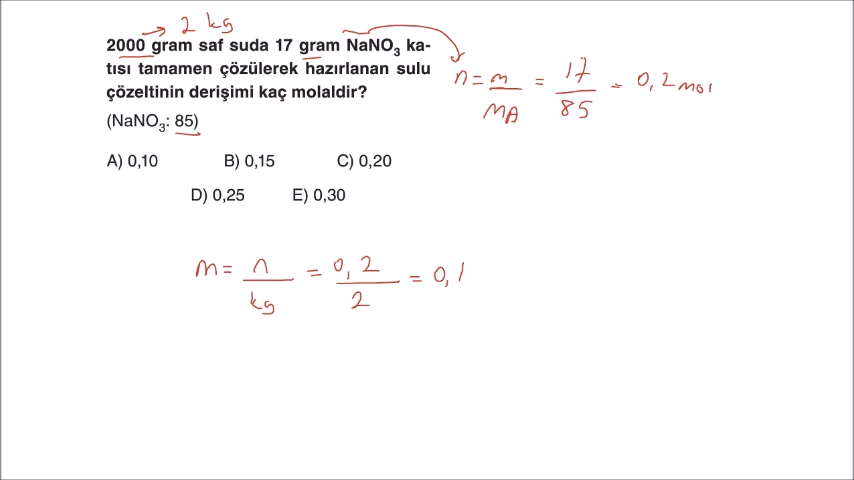 2 kg
2000 gram saf suda 17 gram NaNO₃ ka-
tısı tamamen çözülerek hazırlanan sulu
çözeltinin derişimi kaç molaldir?
(NaNO₃: 85)
n = m / MA = 17 / 85 = 0,2 mol
A) 0,10 B) 0,15 C) 0,20
D) 0,25 E) 0,30
m = n / kg = 0,2 / 2 = 0,1